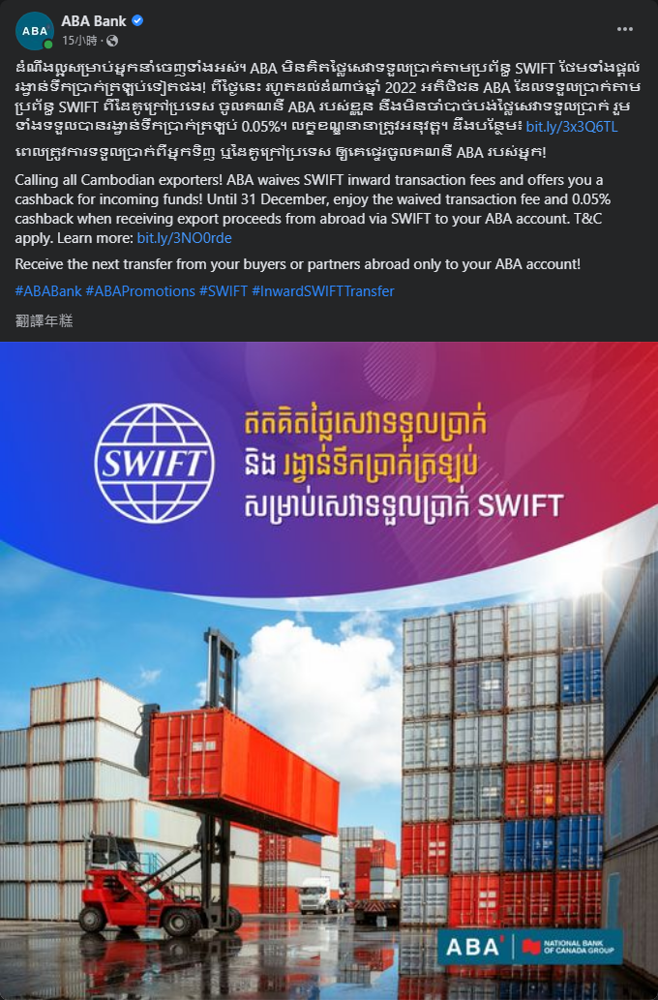 ABA
ABA Bank
15小時
ដំណឹងល្អសម្រាប់អ្នកនាំចេញទាំងអស់។ ABA មិនគិតថ្លៃសេវាទទួលប្រាក់តាមប្រព័ន្ធ SWIFT ថែមទាំងផ្តល់
រង្វាន់ទឹកប្រាក់ត្រឡប់ទៀតផង! ពីថ្ងៃនេះ រហូតដល់ដំណាច់ឆ្នាំ 2022 អតិថិជន ABA ដែលទទួលប្រាក់តាម
ប្រព័ន្ធ SWIFT ពីដៃគូក្រៅប្រទេស ចូលគណនី ABA របស់ខ្លួន នឹងមិនចាំបាច់បង់ថ្លៃសេវាទទួលប្រាក់ រួម
ទាំងទទួលបានរង្វាន់ទឹកប្រាក់ត្រឡប់ 0.05%។ លក្ខខណ្ឌនានាត្រូវអនុវត្ត។ ដឹងបន្ថែម៖ bit.ly/3x3Q6TL
ពេលត្រូវការទទួលប្រាក់ពីអ្នកទិញ ឬដៃគូក្រៅប្រទេស ឲ្យគេផ្ទេរចូលគណនី ABA របស់អ្នក!
Calling all Cambodian exporters! ABA waives SWIFT inward transaction fees and offers you a
cashback for incoming funds! Until 31 December, enjoy the waived transaction fee and 0.05%
cashback when receiving export proceeds from abroad via SWIFT to your ABA account. T&C
apply. Learn more: bit.ly/3NO0rde
Receive the next transfer from your buyers or partners abroad only to your ABA account!
#ABABank #ABAPromotions #SWIFT #InwardSWIFTTransfer
翻譯年糕
SWIFT
ឥតគិតថ្លៃសេវាទទួលប្រាក់
និង រង្វាន់ទឹកប្រាក់ត្រឡប់
សម្រាប់សេវាទទួលប្រាក់ SWIFT
ABA
NATIONAL BANK
OF CANADA GROUP